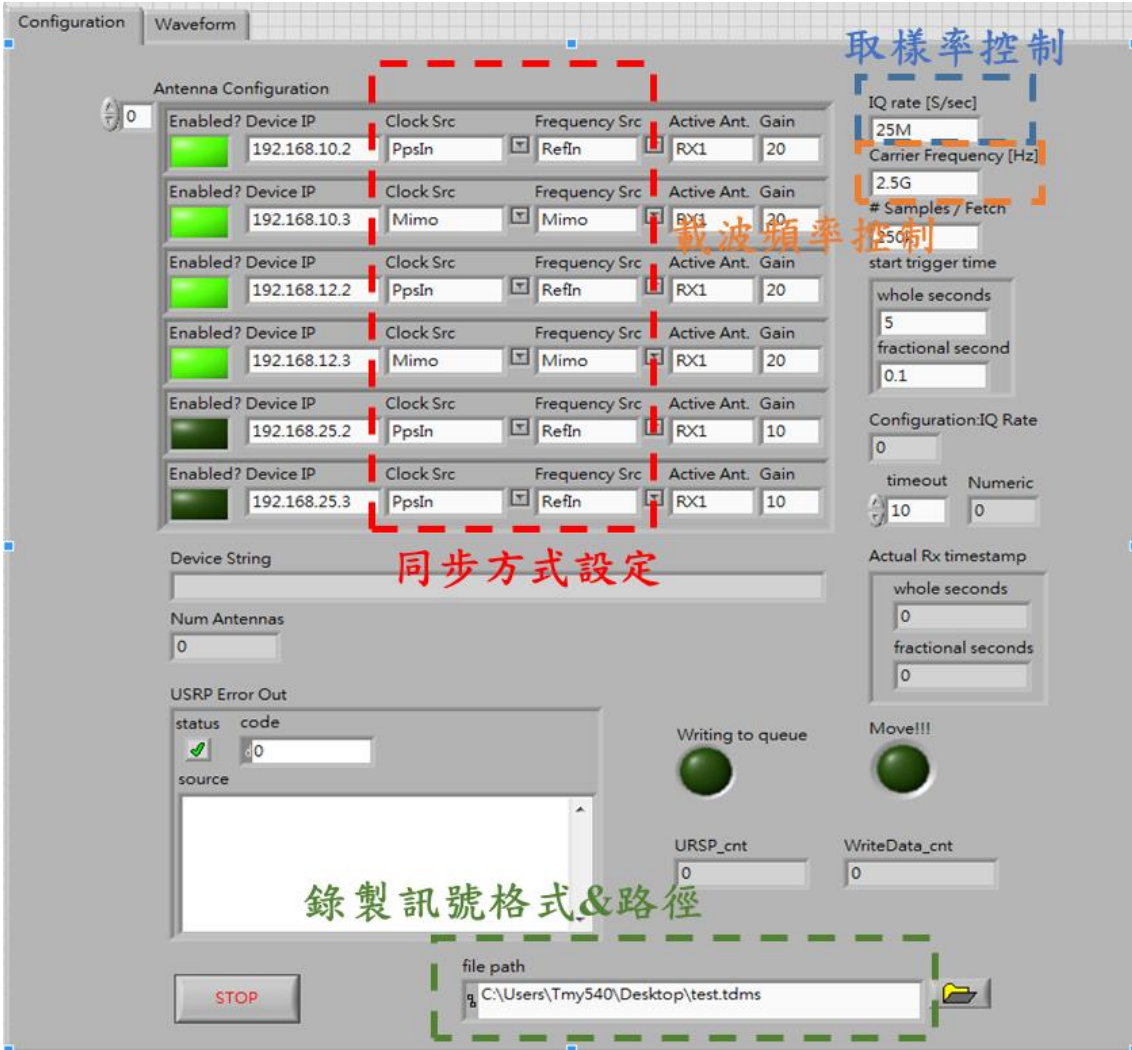 Configuration
Waveform
取樣率控制
Antenna Configuration
IQ rate [S/sec]
0
Enabled? Device IP Clock Src Frequency Src Active Ant. Gain
25M
192.168.10.2 PpsIn RefIn RX1 20
Carrier Frequency [Hz]
2.5G
Enabled? Device IP Clock Src Frequency Src Active Ant. Gain
192.168.10.3 Mimo Mimo RX1 20
# Samples / Fetch
載波頻率控制
Enabled? Device IP Clock Src Frequency Src Active Ant. Gain
192.168.12.2 PpsIn RefIn RX1 20
start trigger time
whole seconds
5
Enabled? Device IP Clock Src Frequency Src Active Ant. Gain
192.168.12.3 Mimo Mimo RX1 20
fractional second
0.1
Enabled? Device IP Clock Src Frequency Src Active Ant. Gain
192.168.25.2 PpsIn RefIn RX1 10
Configuration:IQ Rate
0
Enabled? Device IP Clock Src Frequency Src Active Ant. Gain
192.168.25.3 PpsIn RefIn RX1 10
timeout Numeric
10 0
同步方式設定
Device String
Actual Rx timestamp
whole seconds
0
fractional seconds
0
Num Antennas
0
USRP Error Out
status code
d 0
source
Writing to queue
Move!!!
URSP_cnt
0
WriteData_cnt
0
錄製訊號格式&路徑
file path
C:\Users\Tmy540\Desktop\test.tdms
STOP